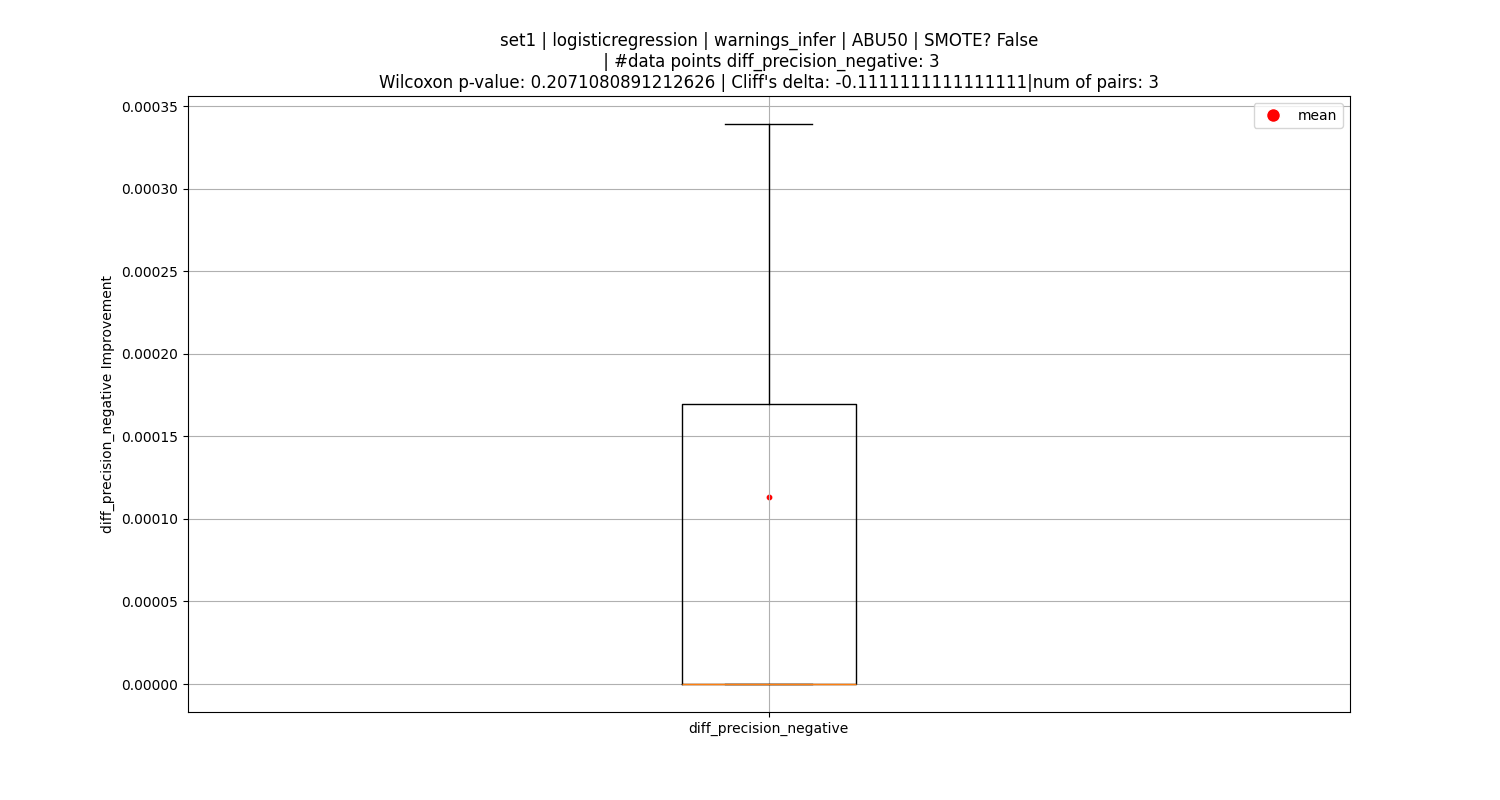 set1 | logisticregression | warnings_infer | ABU50 | SMOTE? False
| #data points diff_precision_negative: 3
Wilcoxon p-value: 0.2071080891212626 | Cliff's delta: -0.1111111111111111|num of pairs: 3
mean
0.00035
0.00030
0.00025
0.00020
0.00015
0.00010
0.00005
0.00000
diff_precision_negative Improvement
diff_precision_negative